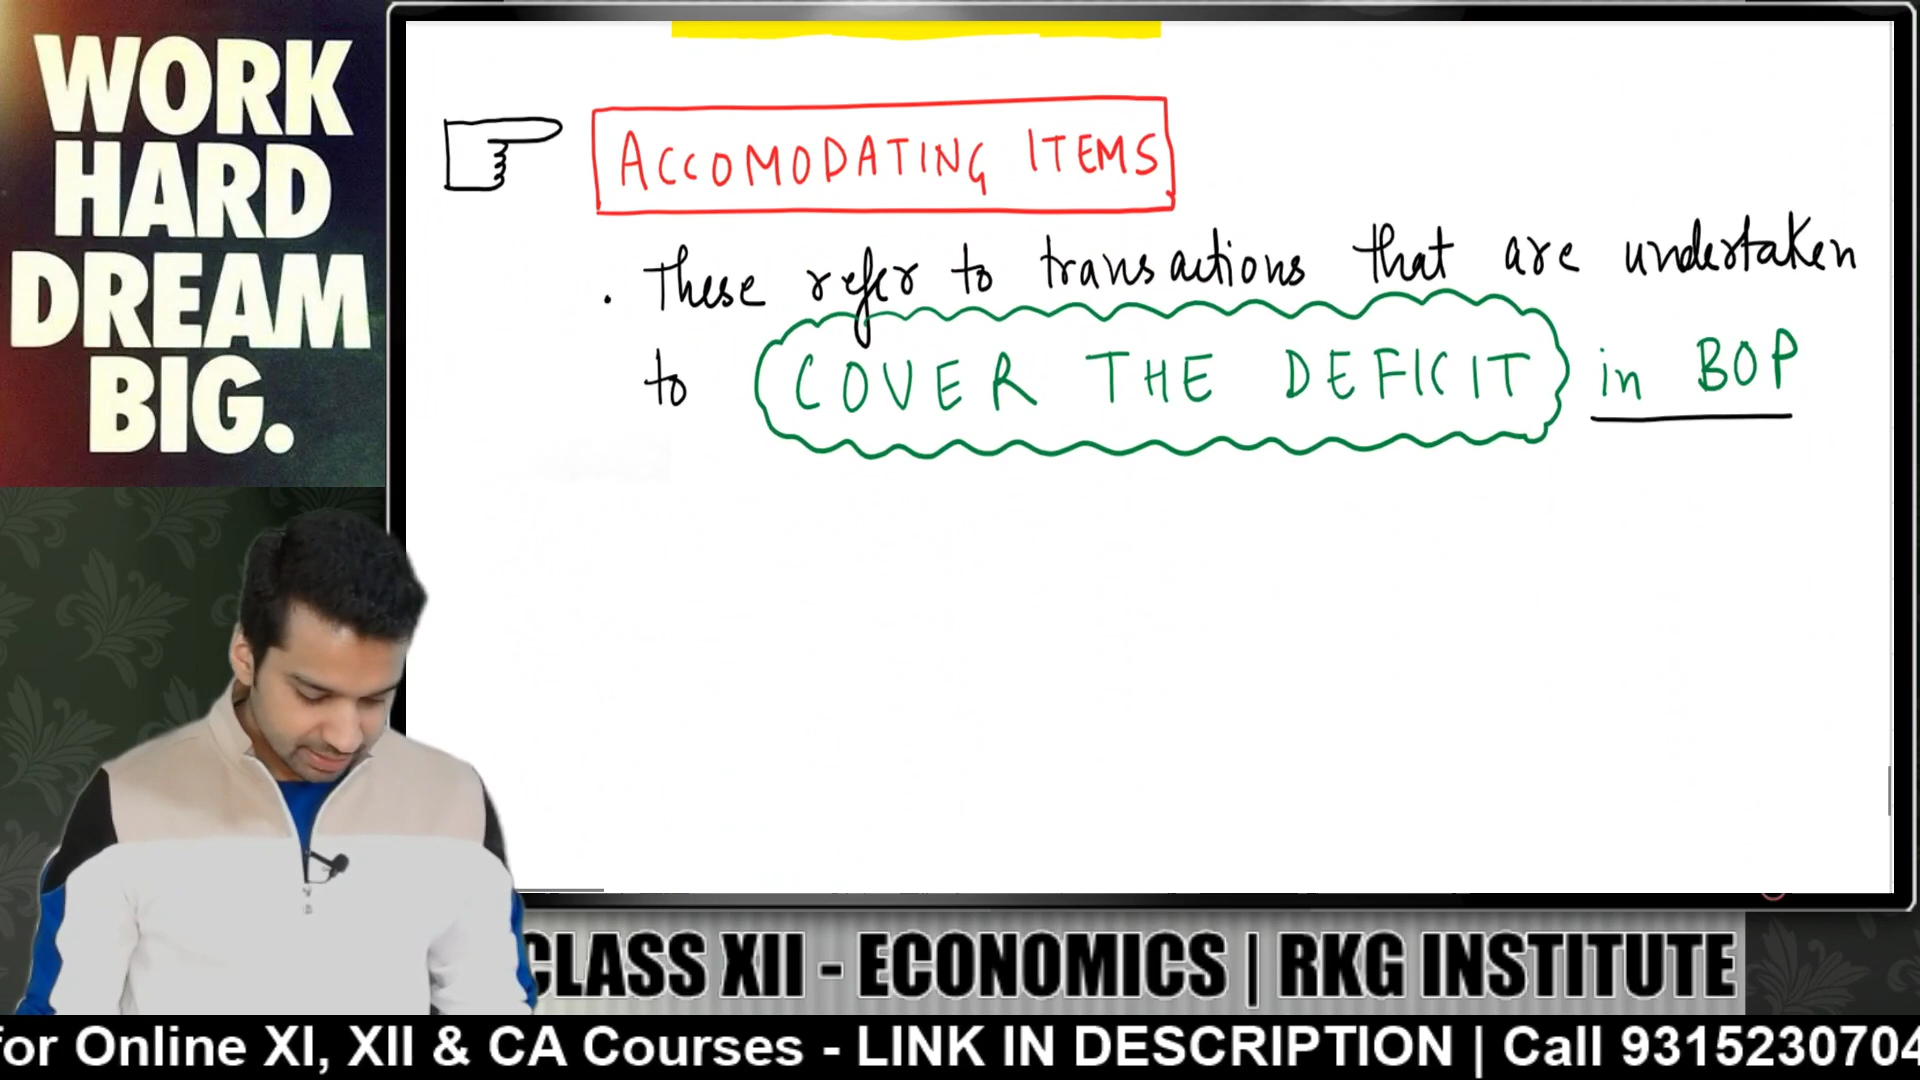 WORK
HARD
DREAM
BIG.
ACCOMODATING ITEMS
. These refer to transactions that are undertaken
to COVER THE DEFICIT in BOP
CLASS XII - ECONOMICS | RKG INSTITUTE
for Online XI, XII & CA Courses - LINK IN DESCRIPTION | Call 9315230704